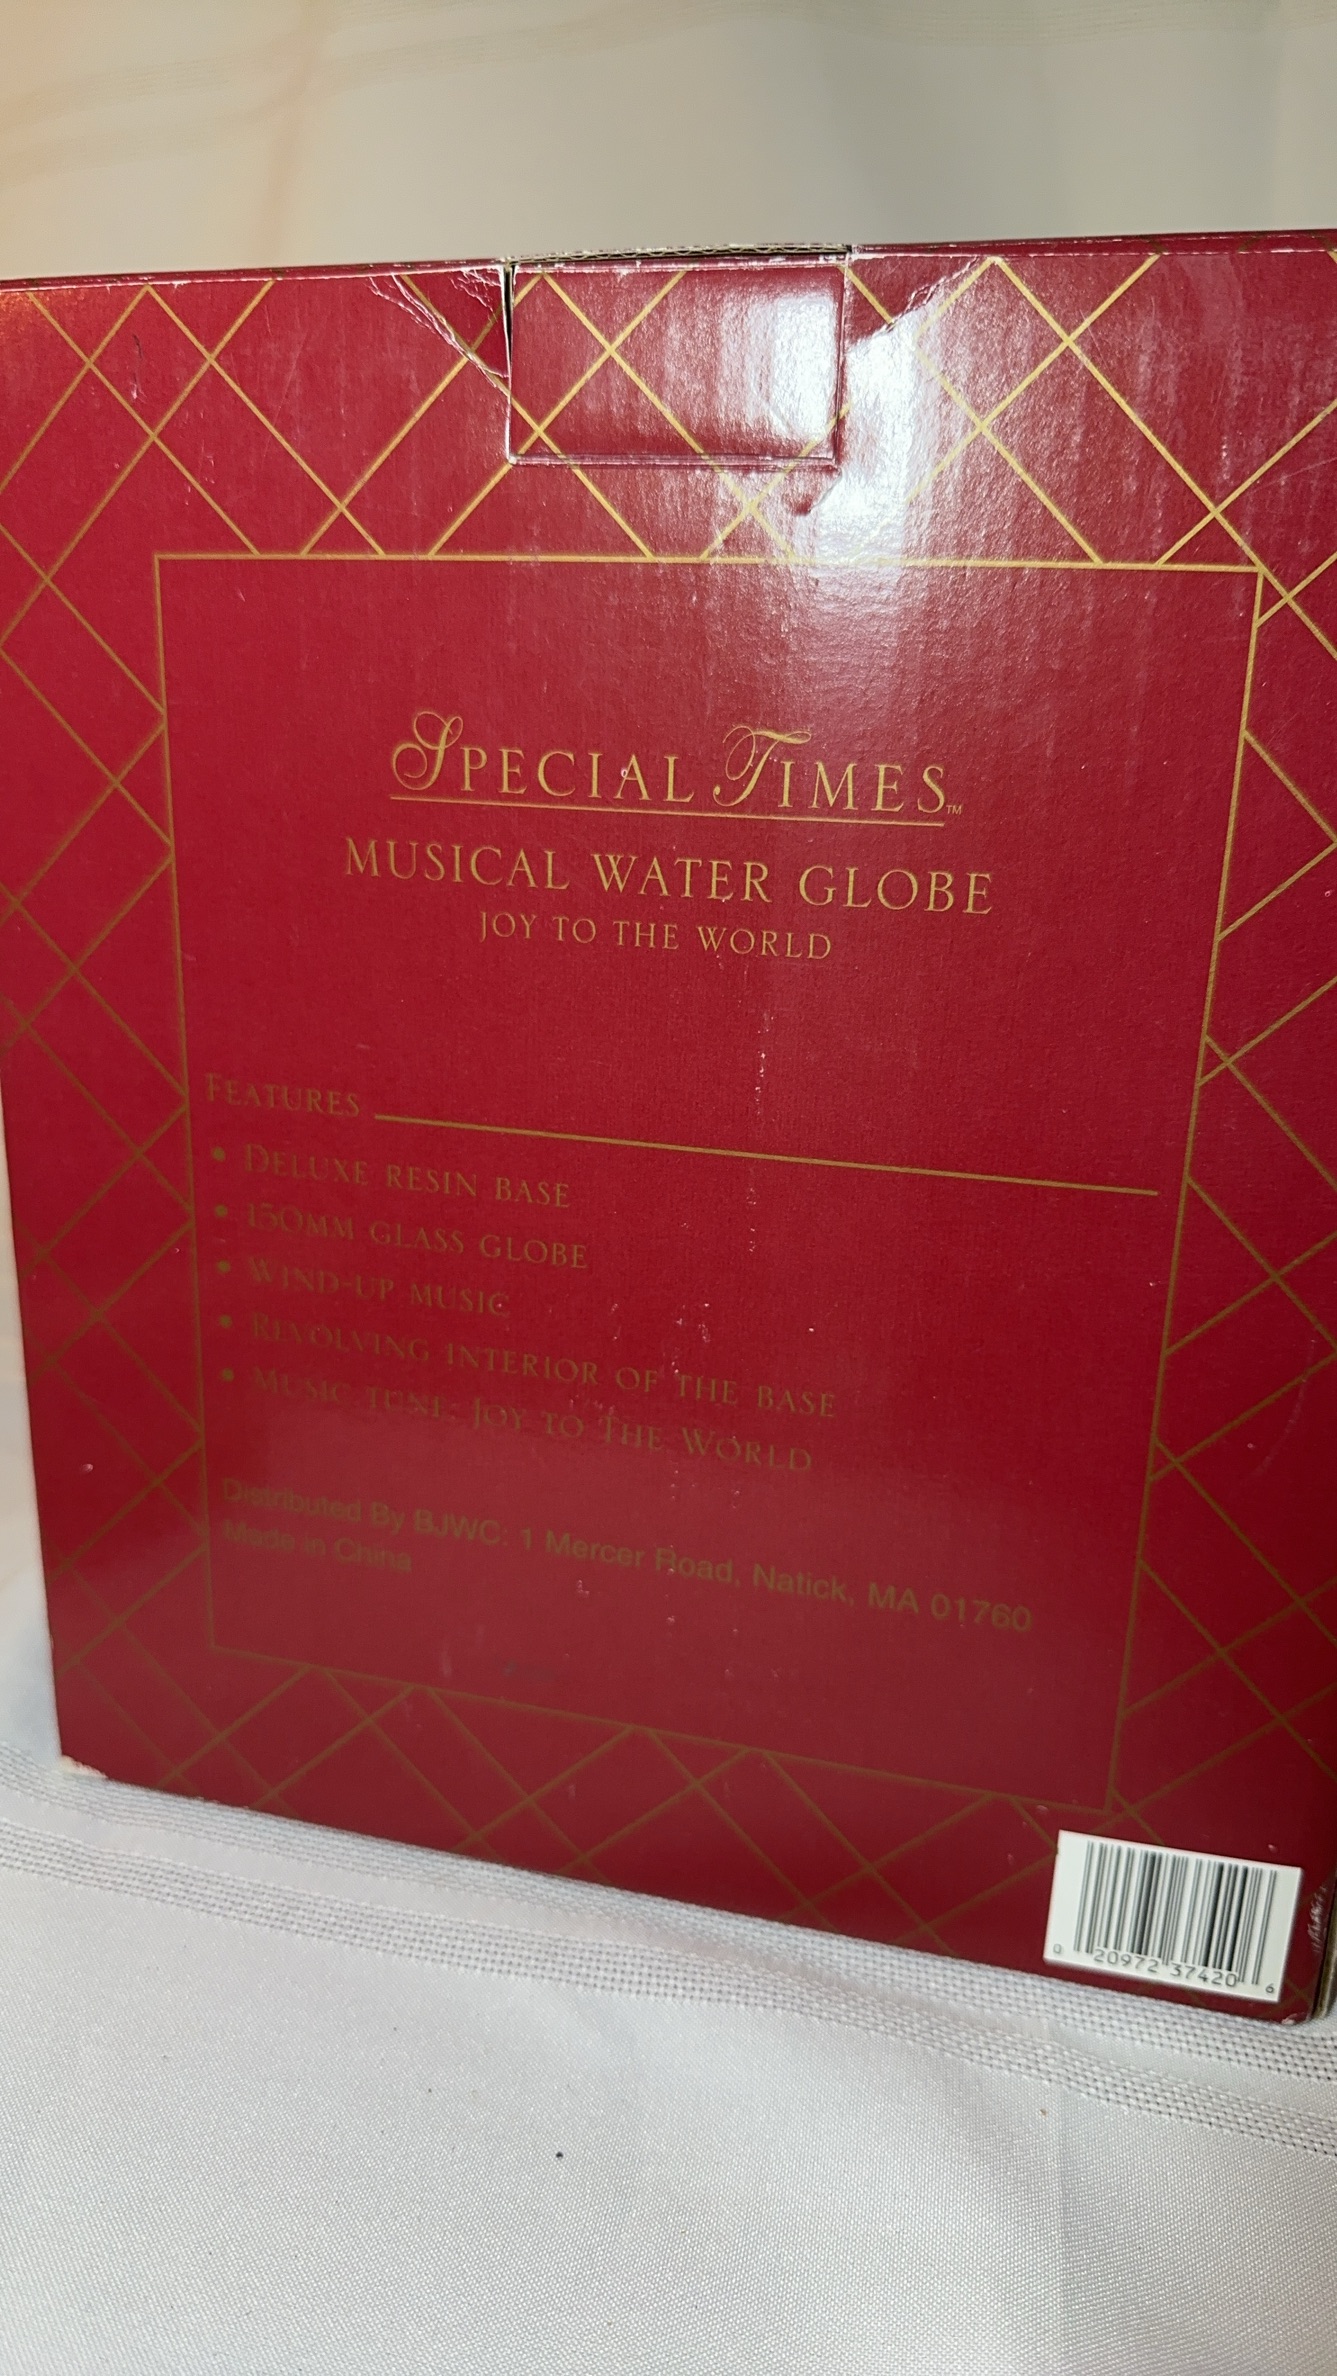 SPECIAL TIMES™
MUSICAL WATER GLOBE
JOY TO THE WORLD
FEATURES
• DELUXE RESIN BASE
• 150MM GLASS GLOBE
• WIND-UP MUSIC
• REVOLVING INTERIOR OF THE BASE
• MUSIC TUNE: JOY TO THE WORLD
Distributed By BJWC: 1 Mercer Road, Natick, MA 01760
Made in China
0 20972 37420 6